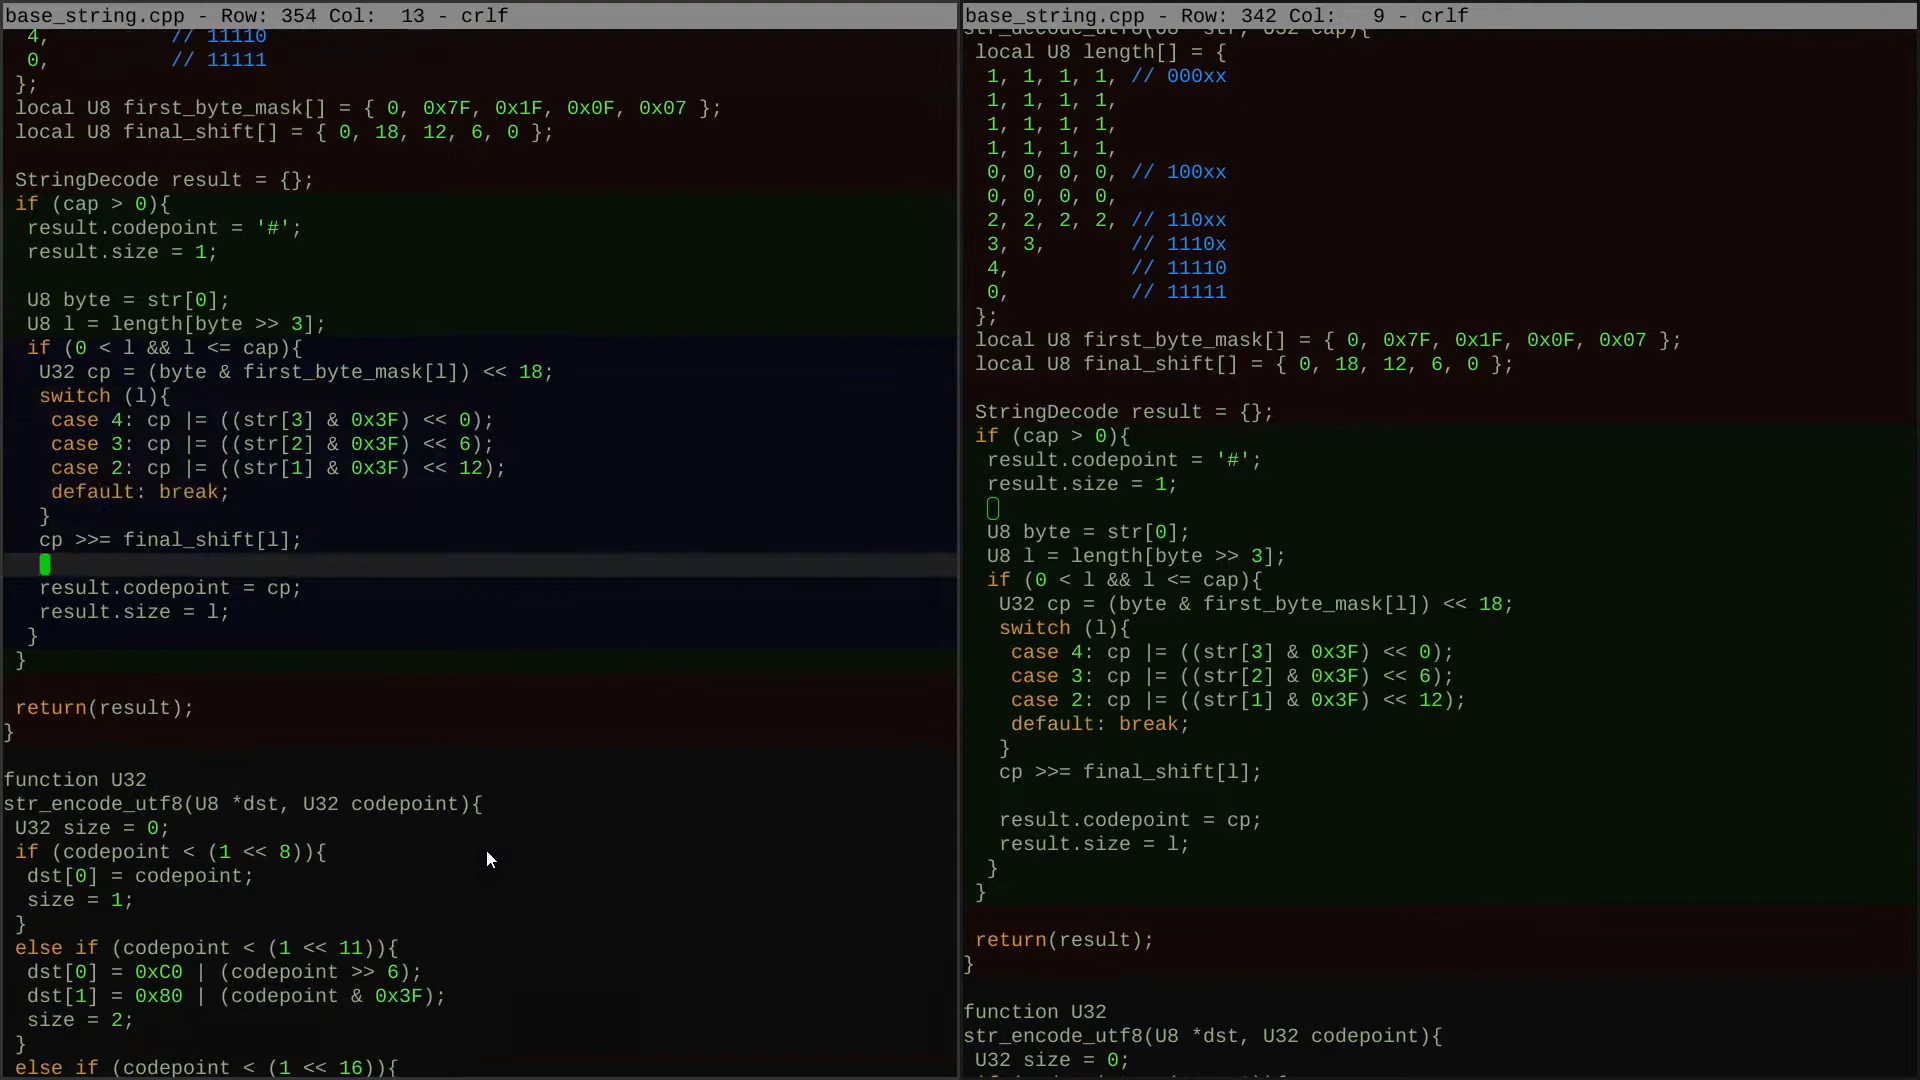 base_string.cpp - Row: 354 Col:  13 - crlf
4,          // 11110
0,          // 11111
};
local U8 first_byte_mask[] = { 0, 0x7F, 0x1F, 0x0F, 0x07 };
local U8 final_shift[] = { 0, 18, 12, 6, 0 };
StringDecode result = {};
if (cap > 0){
result.codepoint = '#';
result.size = 1;
U8 byte = str[0];
U8 l = length[byte >> 3];
if (0 < l && l <= cap){
U32 cp = (byte & first_byte_mask[l]) << 18;
switch (l){
case 4: cp |= ((str[3] & 0x3F) << 0);
case 3: cp |= ((str[2] & 0x3F) << 6);
case 2: cp |= ((str[1] & 0x3F) << 12);
default: break;
}
cp >>= final_shift[l];
result.codepoint = cp;
result.size = l;
}
}
return(result);
}
function U32
str_encode_utf8(U8 *dst, U32 codepoint){
U32 size = 0;
if (codepoint < (1 << 8)){
dst[0] = codepoint;
size = 1;
}
else if (codepoint < (1 << 11)){
dst[0] = 0xC0 | (codepoint >> 6);
dst[1] = 0x80 | (codepoint & 0x3F);
size = 2;
}
else if (codepoint < (1 << 16)){
base_string.cpp - Row: 342 Col:   9 - crlf
str_decode_utf8(U8 *str, U32 cap){
local U8 length[] = {
1, 1, 1, 1, // 000xx
1, 1, 1, 1,
1, 1, 1, 1,
1, 1, 1, 1,
0, 0, 0, 0, // 100xx
0, 0, 0, 0,
2, 2, 2, 2, // 110xx
3, 3,       // 1110x
4,          // 11110
0,          // 11111
};
local U8 first_byte_mask[] = { 0, 0x7F, 0x1F, 0x0F, 0x07 };
local U8 final_shift[] = { 0, 18, 12, 6, 0 };
StringDecode result = {};
if (cap > 0){
result.codepoint = '#';
result.size = 1;
U8 byte = str[0];
U8 l = length[byte >> 3];
if (0 < l && l <= cap){
U32 cp = (byte & first_byte_mask[l]) << 18;
switch (l){
case 4: cp |= ((str[3] & 0x3F) << 0);
case 3: cp |= ((str[2] & 0x3F) << 6);
case 2: cp |= ((str[1] & 0x3F) << 12);
default: break;
}
cp >>= final_shift[l];
result.codepoint = cp;
result.size = l;
}
}
return(result);
}
function U32
str_encode_utf8(U8 *dst, U32 codepoint){
U32 size = 0;